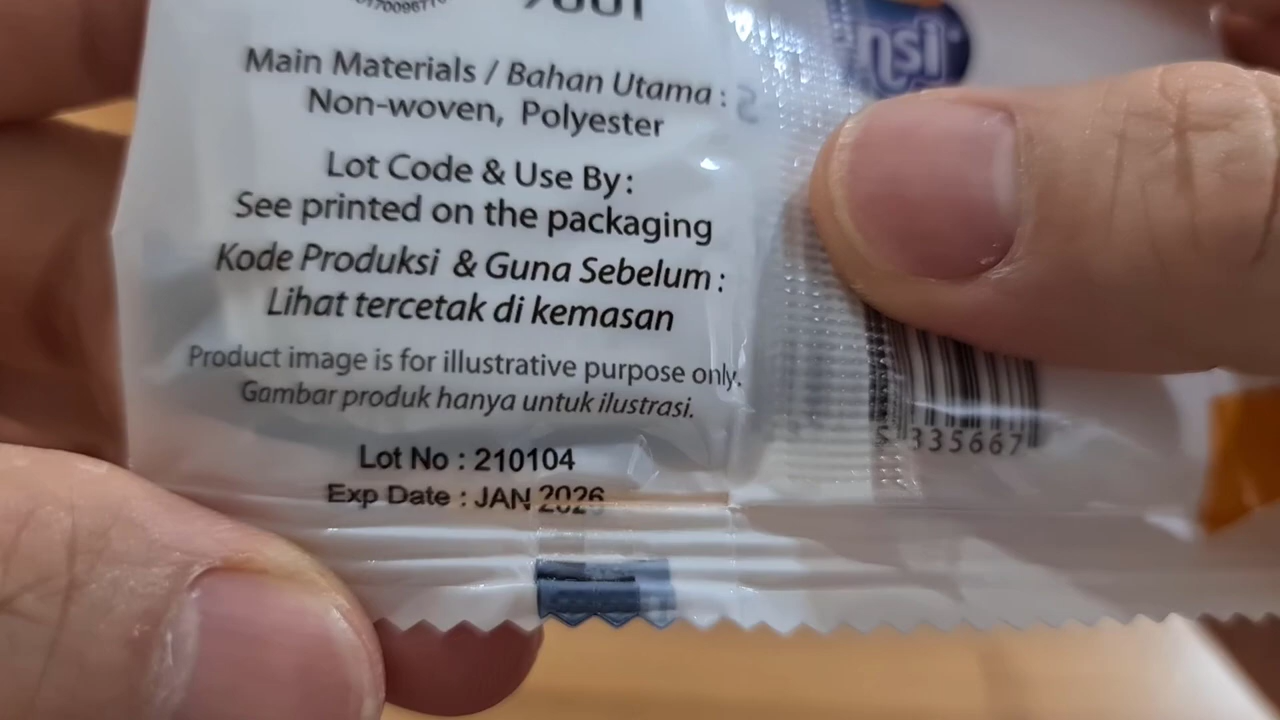 Main Materials / Bahan Utama :
Non-woven, Polyester
Lot Code & Use By :
See printed on the packaging
Kode Produksi & Guna Sebelum :
Lihat tercetak di kemasan
Product image is for illustrative purpose only.
Gambar produk hanya untuk ilustrasi.
Lot No : 210104
Exp Date : JAN 2026
335667
nsi